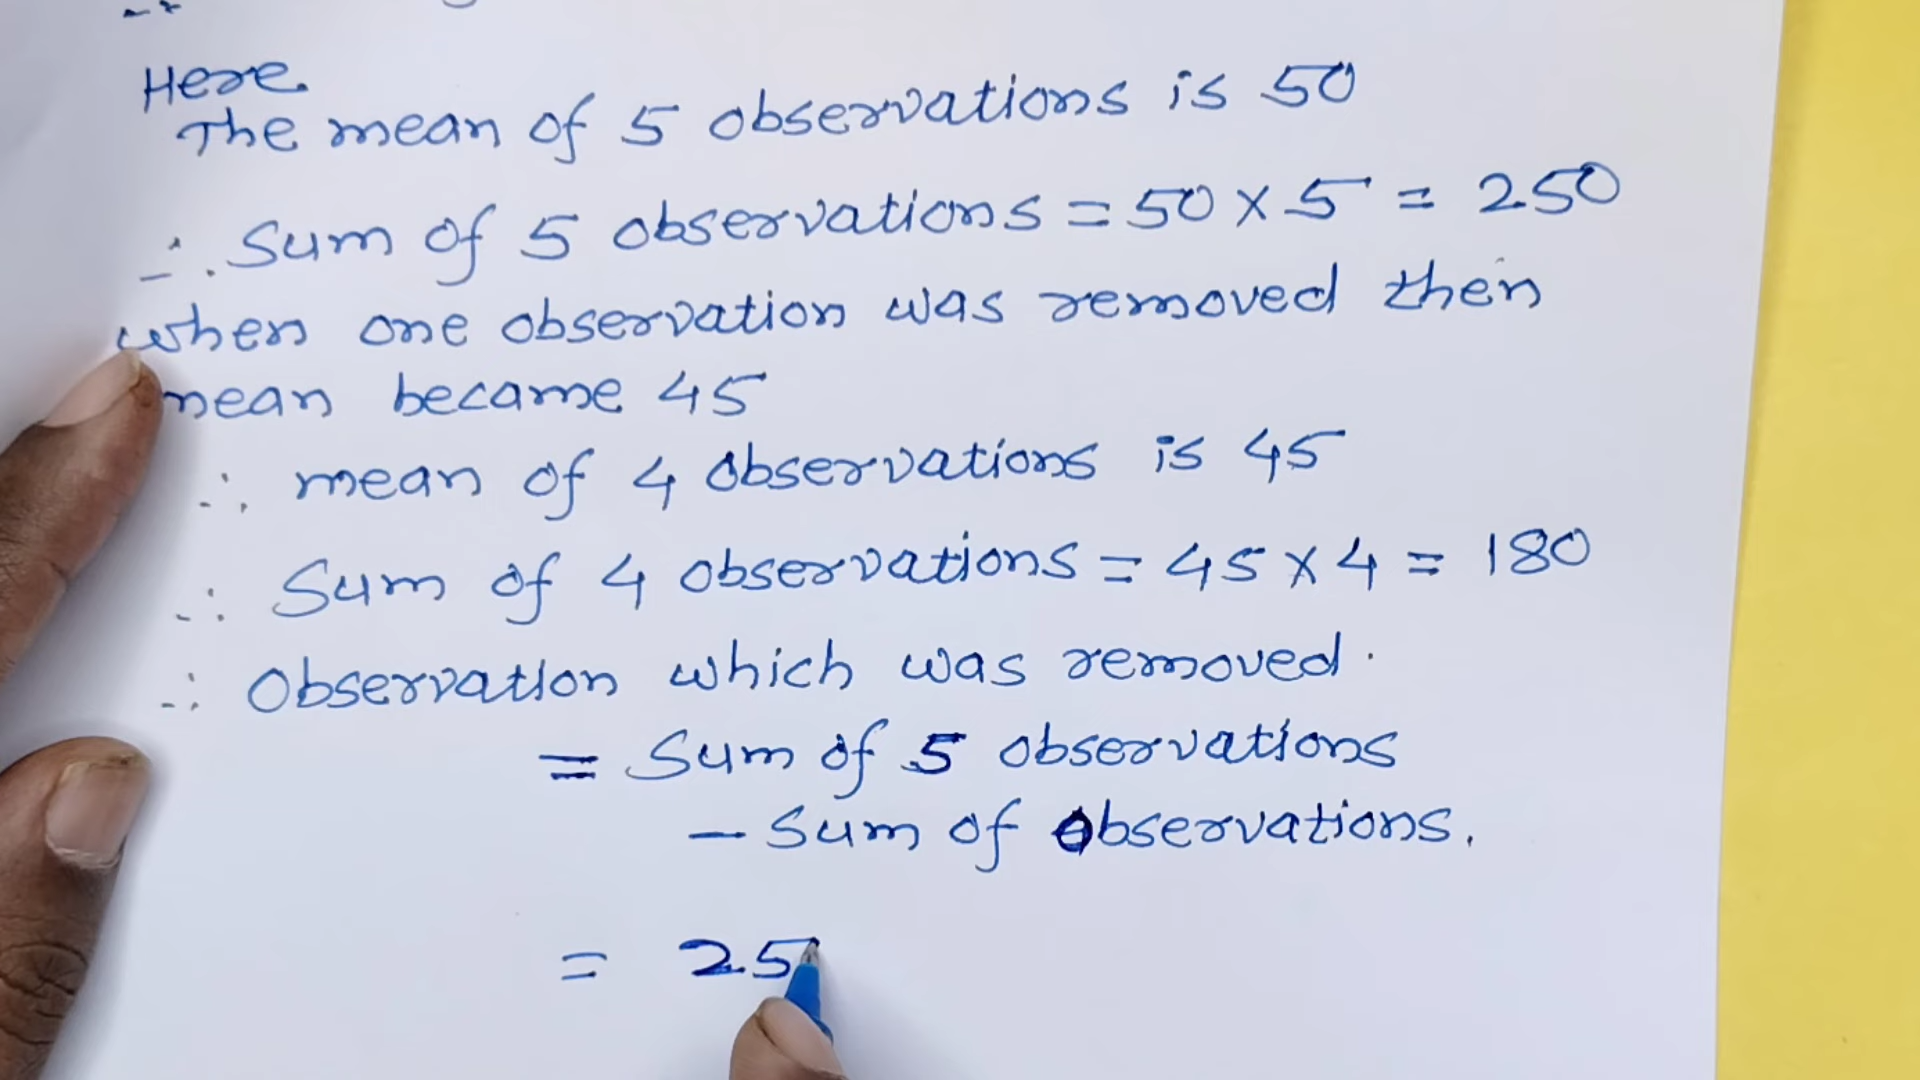 Here
The mean of 5 observations is 50
∴ Sum of 5 observations = 50 × 5 = 250
when one observation was removed then
mean became 45
∴ mean of 4 observations is 45
∴ Sum of 4 observations = 45 × 4 = 180
∴ Observation which was removed.
= Sum of 5 observations
- Sum of observations.
= 25